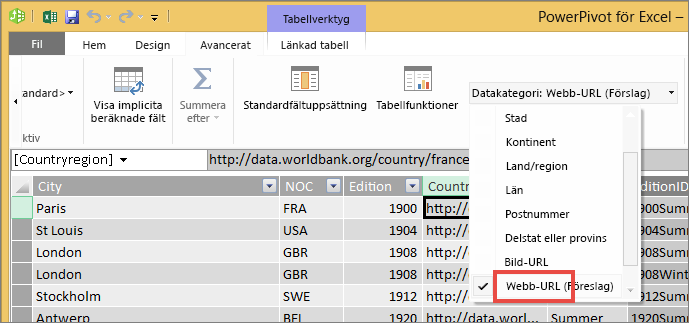 Tabellverktyg
PowerPivot för Excel –
Fil Hem Design Avancerat Länkad tabell
andard> Visa implicita beräknade fält Summera efter Standardfältuppsättning Tabellfunktioner Datakategori: Webb-URL (Förslag)
ktiv
Stad
Kontinent
Land/region
Län
Postnummer
Delstat eller provins
Bild-URL
Webb-URL (Föreslag)
[Countryregion] http://data.worldbank.org/country/france
City NOC Edition Countr ditionID
Paris FRA 1900 http:// 900Summ
St Louis USA 1904 http:// 904Summ
London GBR 1908 http:// 908Summ
London GBR 1908 http:// 908Wint
Stockholm SWE 1912 http:// 912Summ
Antwerp BEL 1920 http://data.wor... Summer 1920Summ